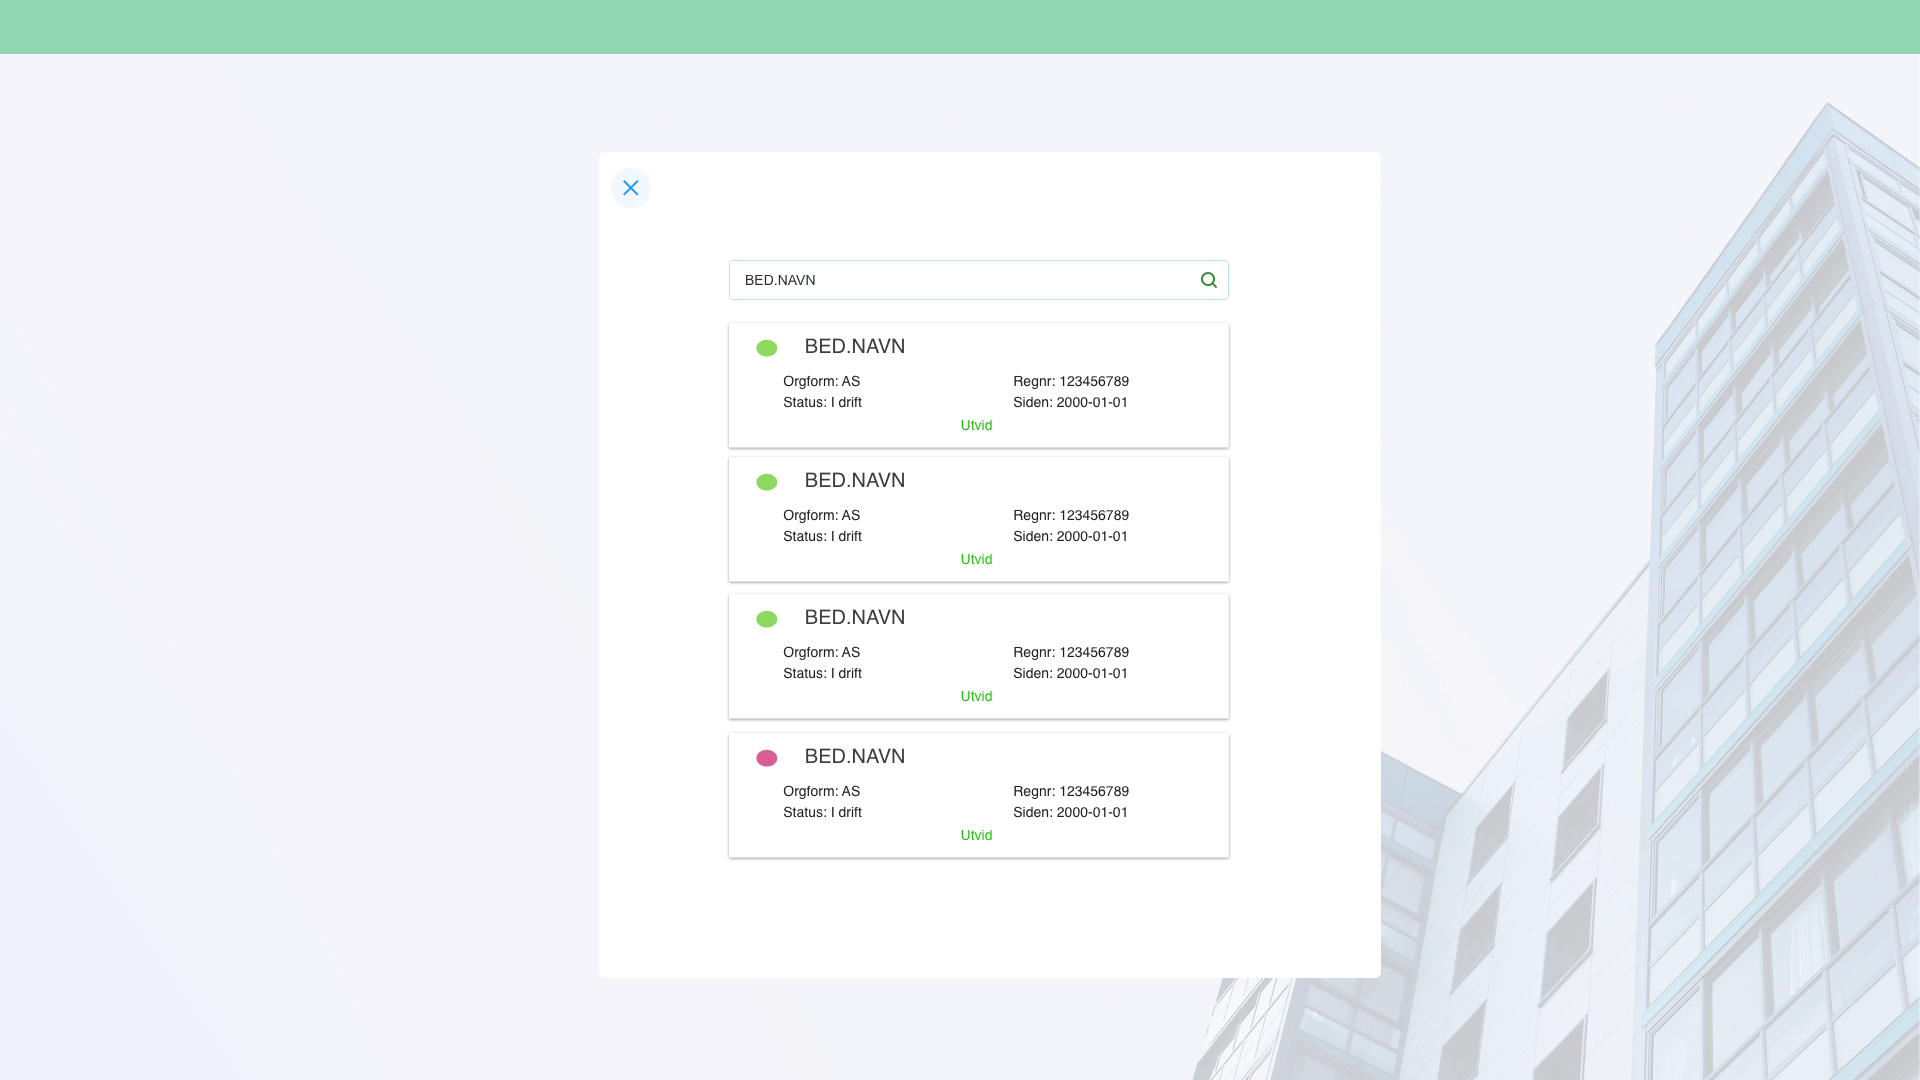 BED.NAVN
BED.NAVN
Orgform: AS Regnr: 123456789
Status: I drift Siden: 2000-01-01
Utvid
BED.NAVN
Orgform: AS Regnr: 123456789
Status: I drift Siden: 2000-01-01
Utvid
BED.NAVN
Orgform: AS Regnr: 123456789
Status: I drift Siden: 2000-01-01
Utvid
BED.NAVN
Orgform: AS Regnr: 123456789
Status: I drift Siden: 2000-01-01
Utvid